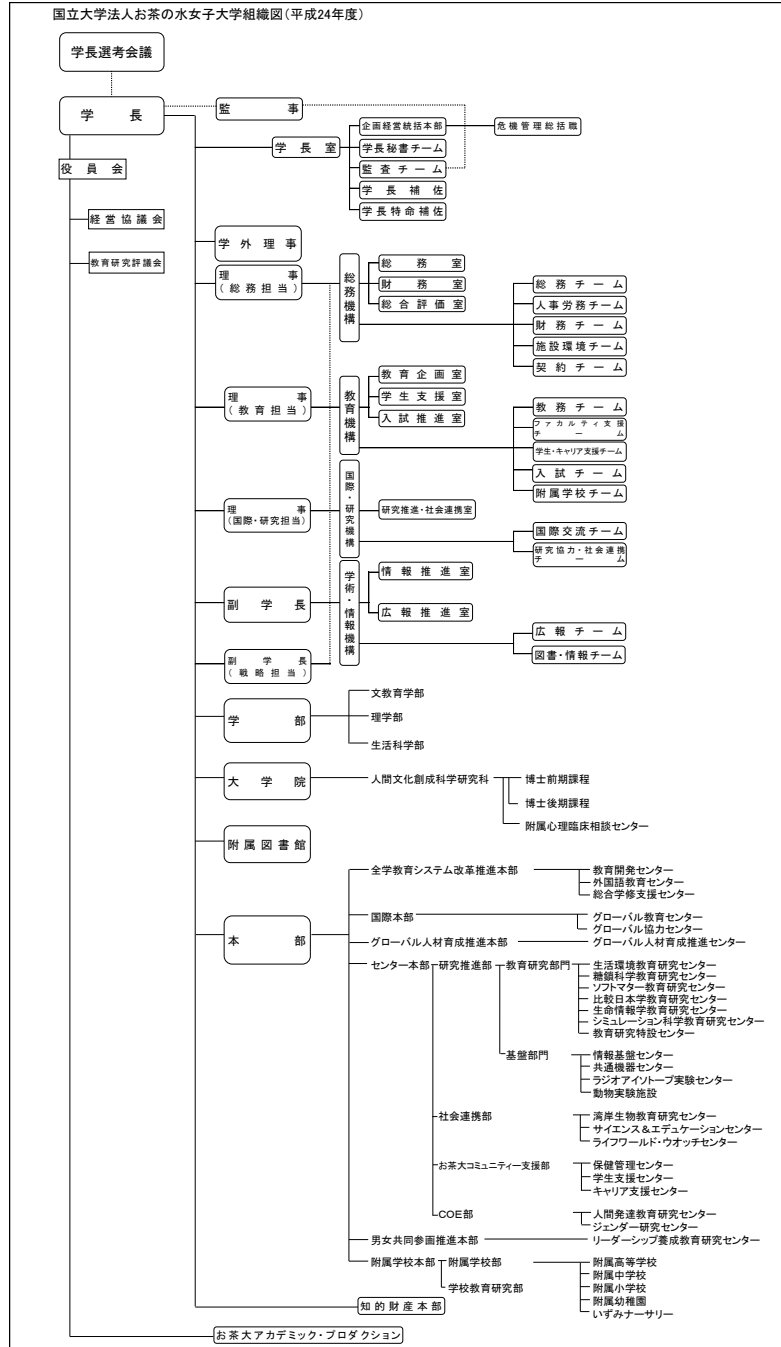 国立大学法人お茶の水女子大学組織図(平成24年度)
学長選考会議
学長
監事
企画経営統括本部
危機管理総括職
学長室
学長秘書チーム
役員会
監査チーム
学長補佐
学長特命補佐
経営協議会
学外理事
教育研究評議会
理事
(総務担当)
総務機構
総務室
財務室
総合評価室
総務チーム
人事労務チーム
財務チーム
施設環境チーム
契約チーム
理事
(教育担当)
教育機構
教育企画室
学生支援室
入試推進室
教務チーム
ファカルティ支援
チーム
学生・キャリア支援チーム
入試チーム
附属学校チーム
理事
(国際・研究担当)
国際・研究機構
研究推進・社会連携室
国際交流チーム
研究協力・社会連携
チーム
副学長
学術・情報機構
情報推進室
広報推進室
広報チーム
図書・情報チーム
副学長
(戦略担当)
学部
文教育学部
理学部
生活科学部
大学院
人間文化創成科学研究科
博士前期課程
博士後期課程
附属心理臨床相談センター
附属図書館
本部
全学教育システム改革推進本部
教育開発センター
外国語教育センター
総合学修支援センター
国際本部
グローバル教育センター
グローバル協力センター
グローバル人材育成推進本部
グローバル人材育成推進センター
センター本部
研究推進部
教育研究部門
生活環境教育研究センター
糖鎖科学教育研究センター
ソフトマター教育研究センター
比較日本学教育研究センター
生命情報学教育研究センター
シミュレーション科学教育研究センター
教育研究特設センター
基盤部門
情報基盤センター
共通機器センター
ラジオアイソトープ実験センター
動物実験施設
社会連携部
湾岸生物教育研究センター
サイエンス&エデュケーションセンター
ライフワールド・ウオッチセンター
お茶大コミュニティー支援部
保健管理センター
学生支援センター
キャリア支援センター
COE部
人間発達教育研究センター
ジェンダー研究センター
男女共同参画推進本部
リーダーシップ養成教育研究センター
附属学校本部
附属学校部
附属高等学校
附属中学校
附属小学校
附属幼稚園
いずみナーサリー
学校教育研究部
知的財産本部
お茶大アカデミック・プロダクション